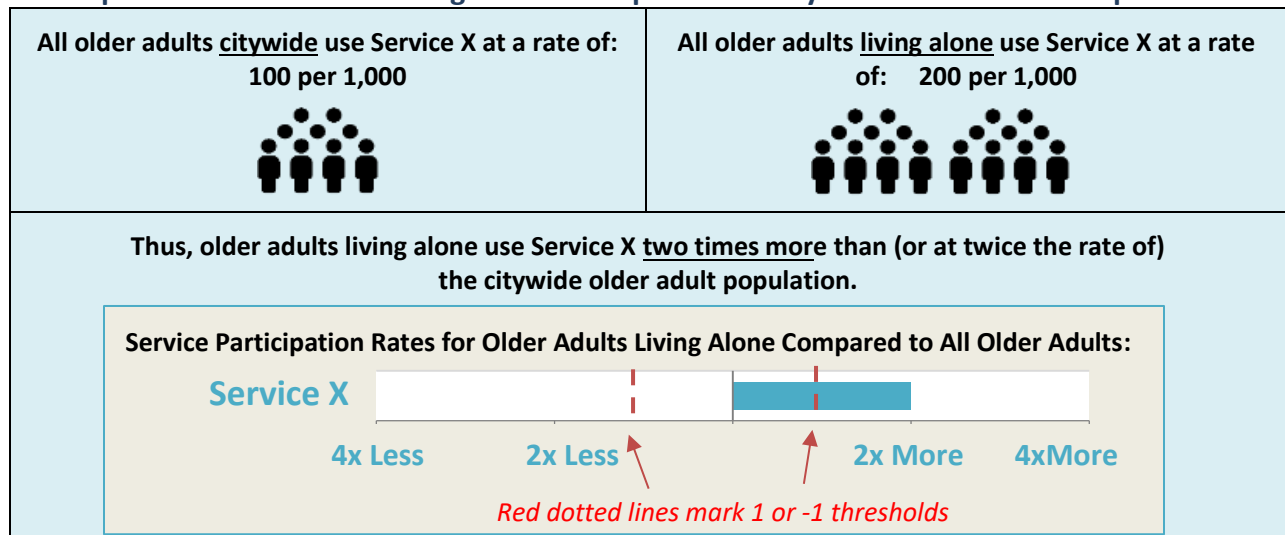 All older adults citywide use Service X at a rate of:
100 per 1,000
All older adults living alone use Service X at a rate
of: 200 per 1,000
Thus, older adults living alone use Service X two times more than (or at twice the rate of)
the citywide older adult population.
Service Participation Rates for Older Adults Living Alone Compared to All Older Adults:
Service X
4x Less 2x Less 2x More 4xMore
Red dotted lines mark 1 or -1 thresholds